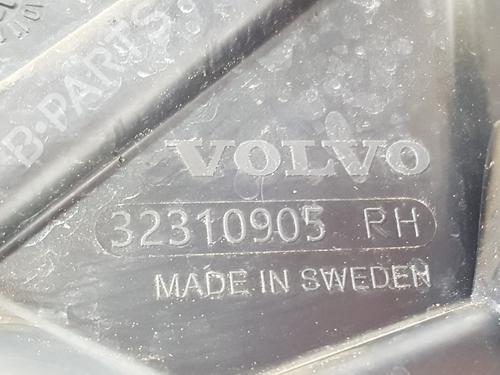 B-PARTS
VOLVO
32310905 RH
MADE IN SWEDEN